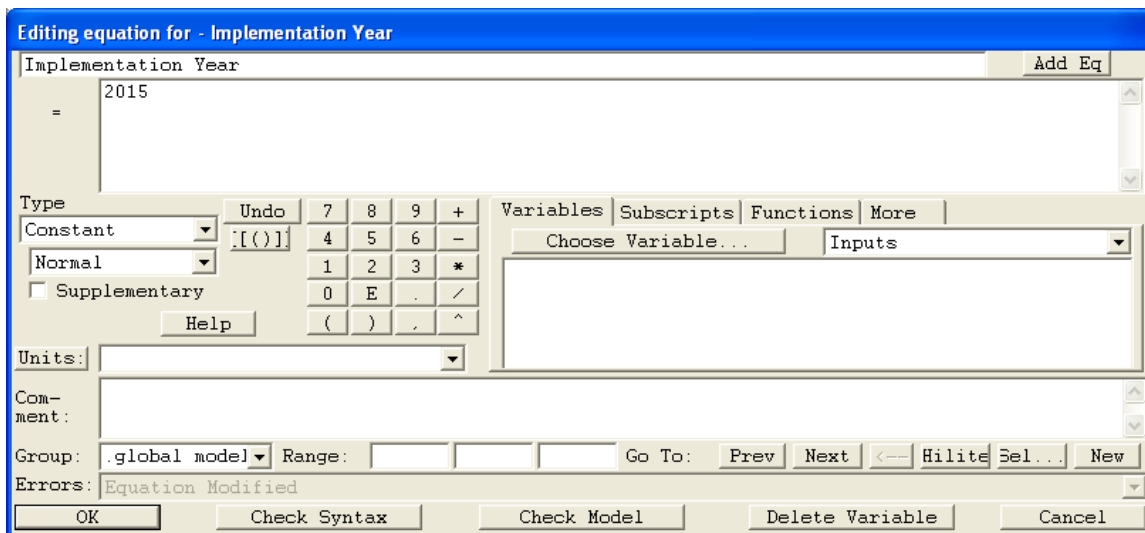 Editing equation for - Implementation Year
Implementation Year Add Eq
= 2015
Type Undo 7 8 9 + Variables Subscripts Functions More
Constant [()] 4 5 6 - Choose Variable... Inputs
Normal 1 2 3 *
Supplementary 0 E . /
Help ( ) , ^
Units:
Com-
ment:
Group: .global model Range: Go To: Prev Next <-- Hilite Sel... New
Errors: Equation Modified
OK Check Syntax Check Model Delete Variable Cancel